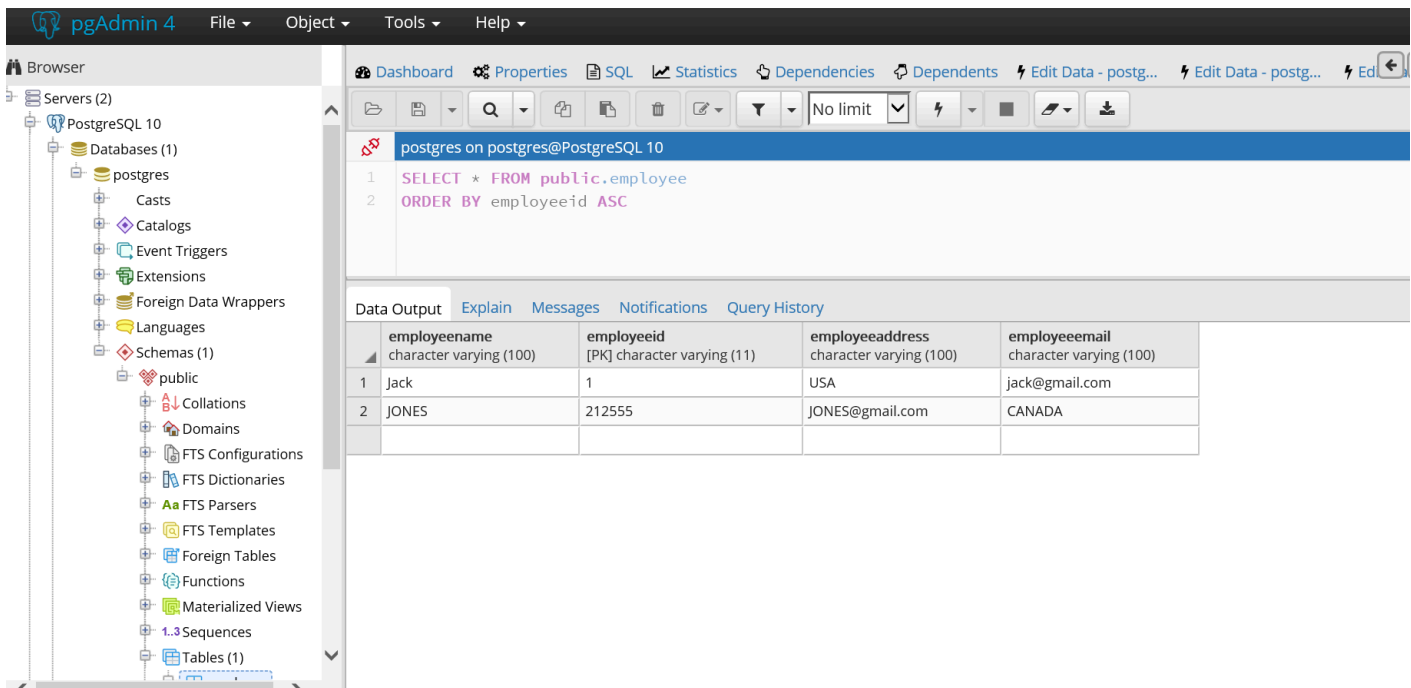 pgAdmin 4 File Object Tools Help
Browser
Servers (2)
PostgreSQL 10
Databases (1)
postgres
Casts
Catalogs
Event Triggers
Extensions
Foreign Data Wrappers
Languages
Schemas (1)
public
Collations
Domains
FTS Configurations
FTS Dictionaries
Aa FTS Parsers
FTS Templates
Foreign Tables
Functions
Materialized Views
1..3 Sequences
Tables (1)
Dashboard Properties SQL Statistics Dependencies Dependents Edit Data - postg... Edit Data - postg... Ed
No limit
postgres on postgres@PostgreSQL 10
1 SELECT * FROM public.employee
2 ORDER BY employeeid ASC
Data Output Explain Messages Notifications Query History
employeename employeeid employeeaddress employeeemail
character varying (100) [PK] character varying (11) character varying (100) character varying (100)
1 Jack 1 USA jack@gmail.com
2 JONES 212555 JONES@gmail.com CANADA